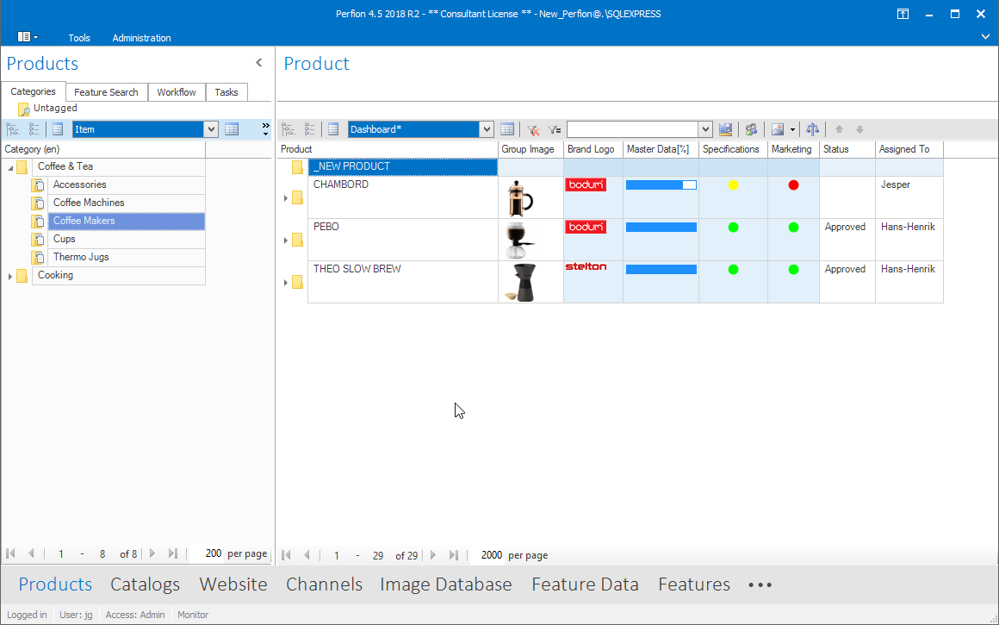 Perfion 4.5 2018 R2 - ** Consultant License ** - New_Perfion@.\SQLEXPRESS
Tools Administration
Products
Product
Categories Feature Search Workflow Tasks
Untagged
Item
Dashboard*
Category (en)
Product Group Image Brand Logo Master Data[%] Specifications Marketing Status Assigned To
Coffee & Tea
Accessories
Coffee Machines
Coffee Makers
Cups
Thermo Jugs
Cooking
_NEW PRODUCT
CHAMBORD bodum Jesper
PEBO bodum Approved Hans-Henrik
THEO SLOW BREW stelton Approved Hans-Henrik
1 - 8 of 8 200 per page
1 - 29 of 29 2000 per page
Products Catalogs Website Channels Image Database Feature Data Features •••
Logged in User: jg Access: Admin Monitor